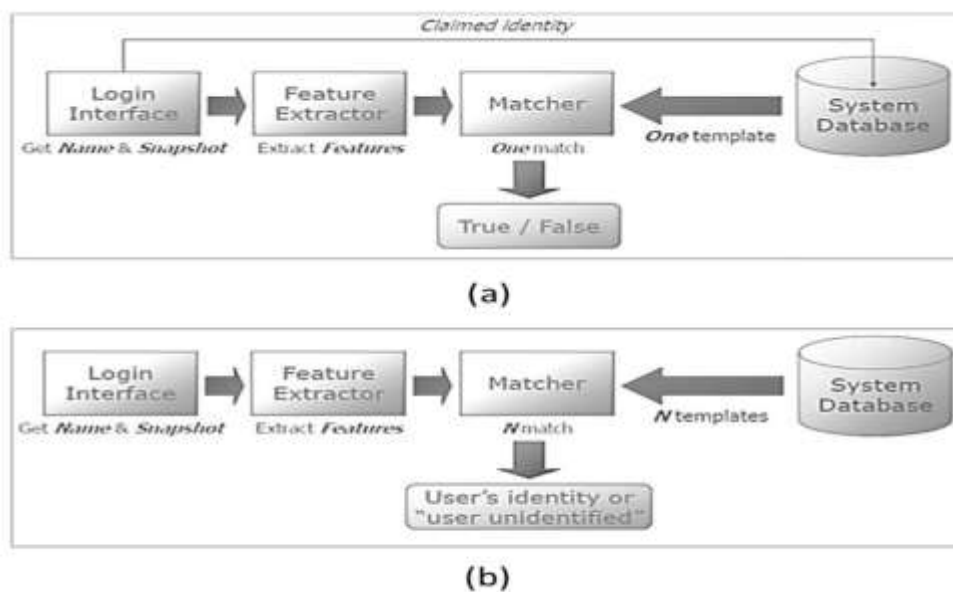 Claimed Identity
Login
Interface
Feature
Extractor
Matcher
System
Database
Get Name & Snapshot
Extract Features
One match
One template
True / False
(a)
Login
Interface
Feature
Extractor
Matcher
System
Database
Get Name & Snapshot
Extract Features
N match
N templates
User's identity or
"user unidentified"
(b)